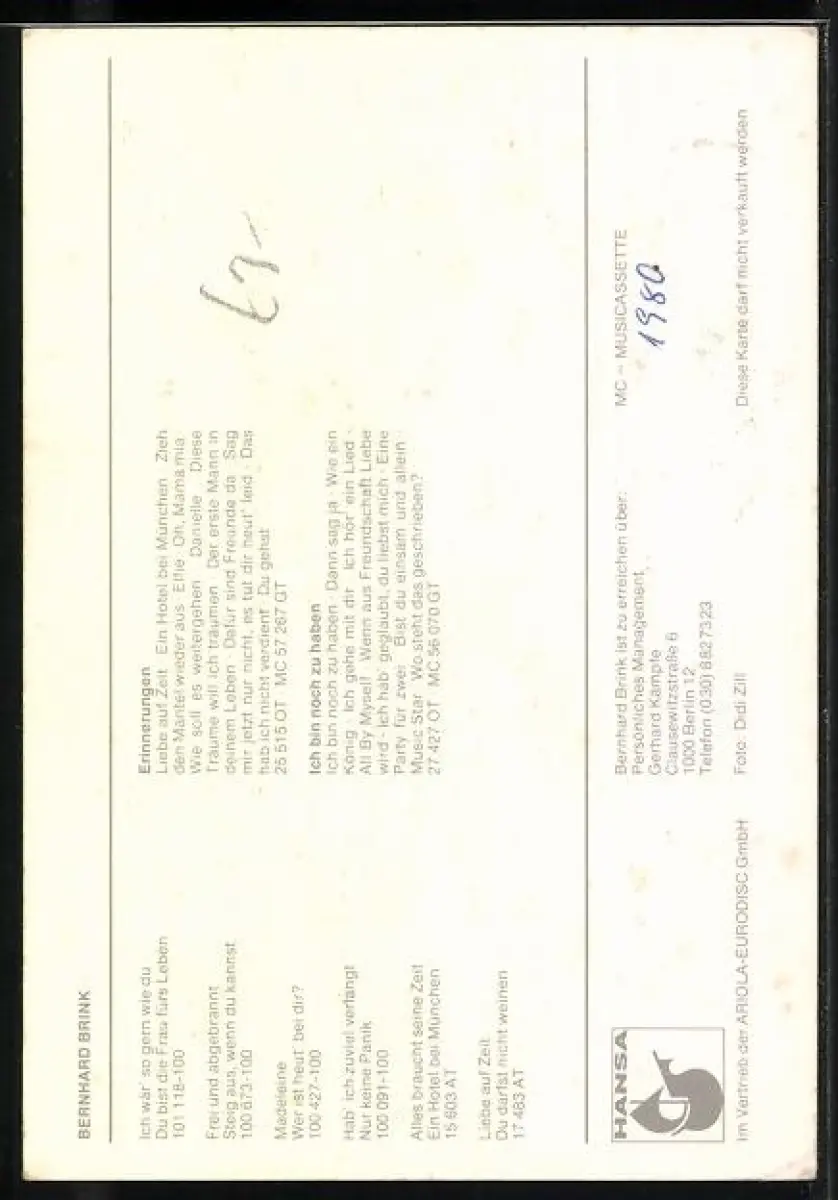 BERNHARD BRINK
Ich wär' so gern wie du
Du bist die Frau fürs Leben
101 118-100
Frei und abgebrannt
Steig aus, wenn du kannst
100 673-100
Madeleine
Wer ist heut' bei dir?
100 427-100
Hab' ich zuviel verlangt
Nur keine Panik
100 091-100
Alles braucht seine Zeit
Ein Hotel bei München
15 603 AT
Liebe auf Zeit
Du darfst nicht weinen
17 483 AT
Erinnerungen
Liebe auf Zeit · Ein Hotel bei München · Zieh
den Mantel wieder aus · Elfie · Oh, Mama mia
Wie soll es weitergehen · Danielle · Diese
Träume will ich träumen · Der erste Mann in
deinem Leben · Dafür sind Freunde da · Sag
mir jetzt nur nicht, es tut dir heut' leid · Das
hab ich nicht verdient · Du gehst
25 515 OT MC 57 267 GT
Ich bin noch zu haben
Ich bin noch zu haben · Dann sag ja · Wie ein
König · Ich gehe mit dir · Ich hör' ein Lied ·
All By Myself · Wenn aus Freundschaft Liebe
wird · Ich hab' geglaubt, du liebst mich · Eine
Party für zwei · Bist du einsam und allein ·
Music Star · Wo steht das geschrieben?
27 427 OT MC 56 070 GT
HANSA
Bernhard Brink ist zu erreichen über:
Persönliches Management,
Gerhard Kämpfe
Clausewitzstraße 6
1000 Berlin 12
Telefon (030) 8827323
MC – MUSICASSETTE
1980
Im Vertrieb der ARIOLA-EURODISC GmbH
Foto: Didi Zill
Diese Karte darf nicht verkauft werden